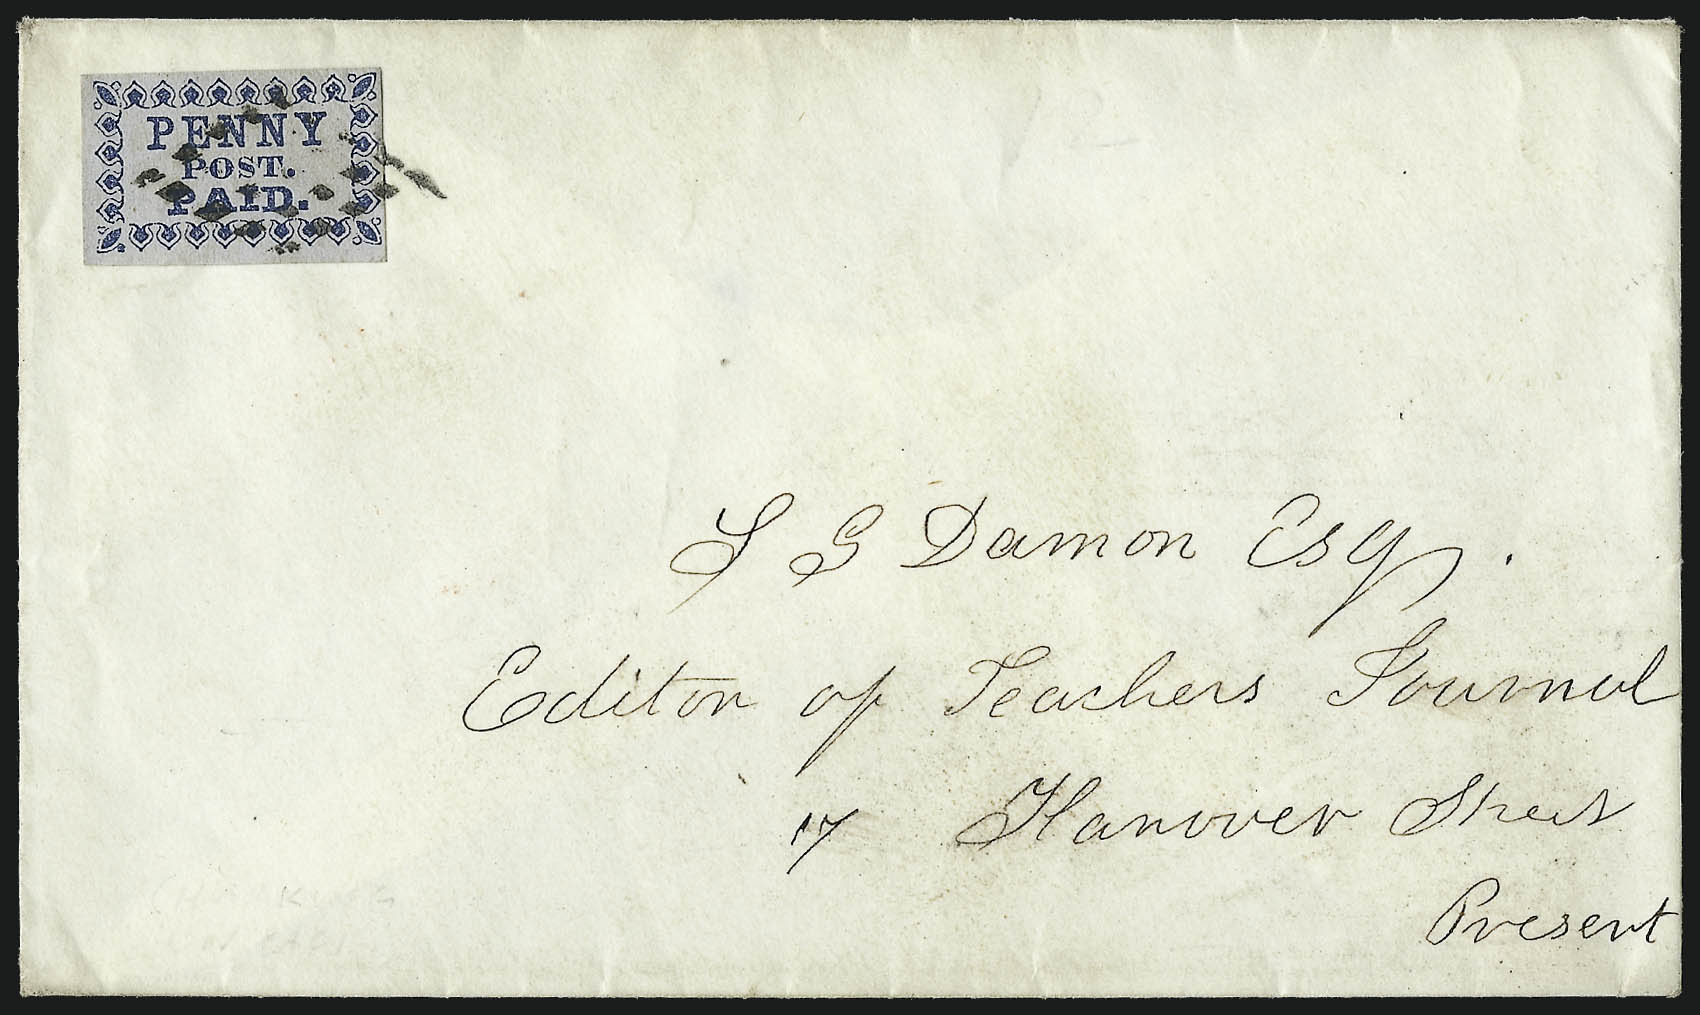 PENNY
POST.
PAID.
S G Damon Esq.
Editor of Teachers Journal
17 Hanover Street
Present